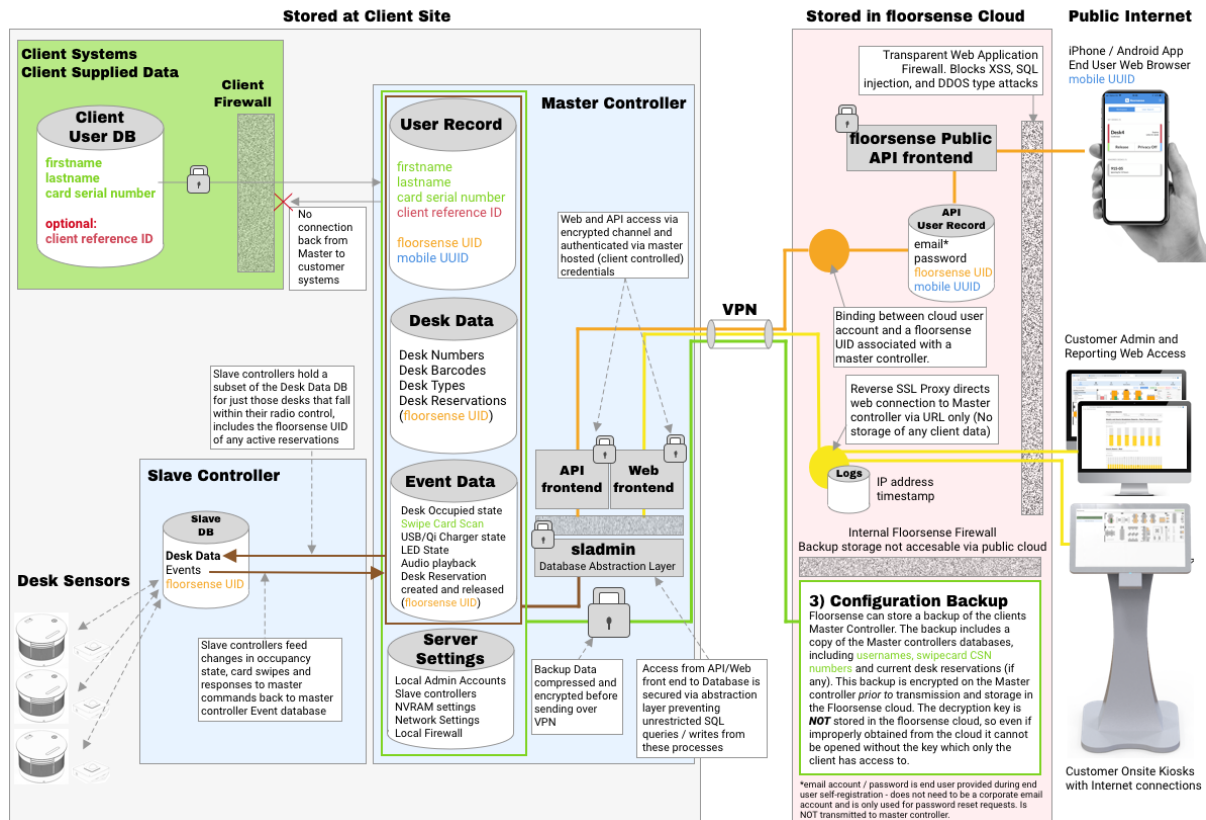 Stored at Client Site
Stored in floorsense Cloud
Public Internet
Client Systems
Client Supplied Data
Client
Firewall
Client
User DB
firstname
lastname
card serial number
optional:
client reference ID
No
connection
back from
Master to
customer
systems
Master Controller
User Record
firstname
lastname
card serial number
client reference ID
floorsense UID
mobile UUID
Desk Data
Desk Numbers
Desk Barcodes
Desk Types
Desk Reservations
(floorsense UID)
Event Data
Desk Occupied state
Swipe Card Scan
USB/Qi Charger state
LED State
Audio playback
Desk Reservation
created and released
(floorsense UID)
Server
Settings
Local Admin Accounts
Slave controllers
NVRAM settings
Network Settings
Local Firewall
Web and API access via
encrypted channel and
authenticated via master
hosted (client controlled)
credentials
API
frontend
Web
frontend
sladmin
Database Abstraction Layer
Backup Data
compressed and
encrypted before
sending over
VPN
Access from API/Web
front end to Database is
secured via abstraction
layer preventing
unrestricted SQL
queries / writes from
these processes
Slave controllers hold a
subset of the Desk Data DB
for just those desks that fall
within their radio control,
includes the floorsense UID
of any active reservations
Slave Controller
Slave
DB
Desk Data
Events
floorsense UID
Desk Sensors
Slave controllers feed
changes in occupancy
state, card swipes and
responses to master
commands back to master
controller Event database
VPN
Transparent Web Application
Firewall. Blocks XSS, SQL
injection, and DDOS type
attacks
floorsense Public
API frontend
API
User Record
email*
password
floorsense UID
mobile UUID
Binding between cloud user
account and a floorsense
UID associated with a
master controller.
Reverse SSL Proxy directs
web connection to Master
controller via URL only (No
storage of any client data)
Logs
IP address
timestamp
Internal Floorsense Firewall
Backup storage not accesable via public cloud
3) Configuration Backup
Floorsense can store a backup of the clients
Master Controller. The backup includes a
copy of the Master controllers databases,
including usernames, swipecard CSN
numbers and current desk reservations (if
any). This backup is encrypted on the Master
controller prior to transmission and storage in
the Floorsense cloud. The decryption key is
NOT stored in the floorsense cloud, so even if
improperly obtained from the cloud it cannot
be opened without the key which only the
client has access to.
*email account / password is end user provided during end
user self-registration - does not need to be a corporate email
account and is only used for password reset requests. Is
NOT transmitted to master controller.
iPhone / Android App
End User Web Browser
mobile UUID
Desk4
Release
Privacy Off
Customer Admin and
Reporting Web Access
Customer Onsite Kiosks
with Internet connections